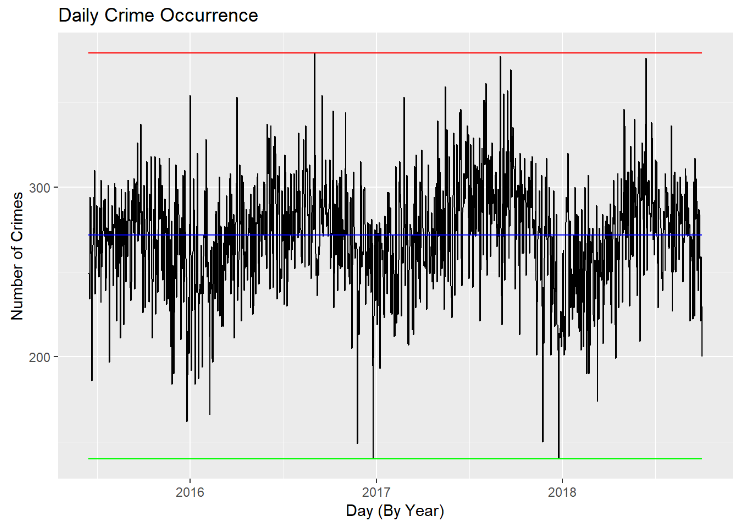 Daily Crime Occurrence
300
200
Number of Crimes
2016 2017 2018
Day (By Year)